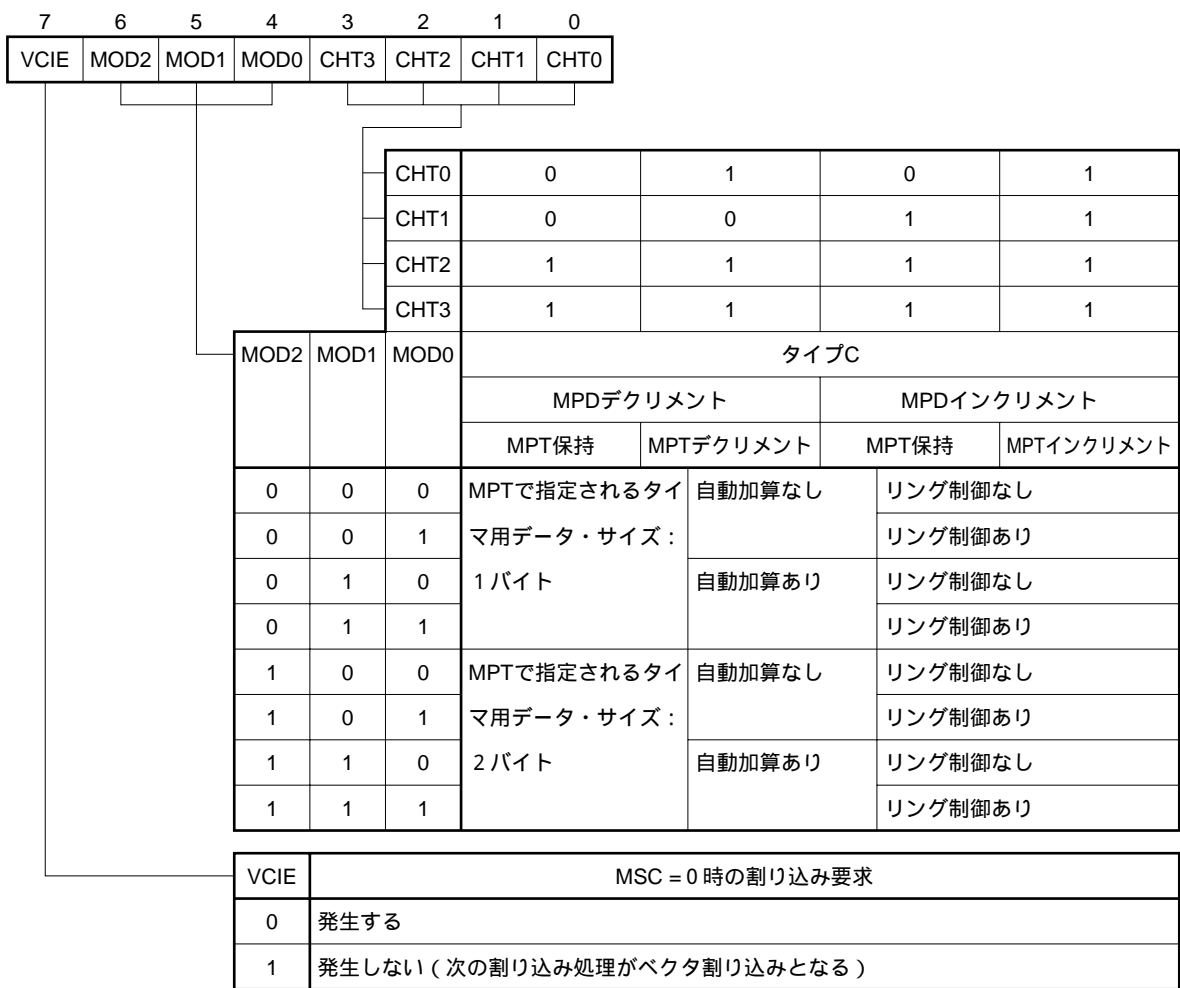 7 6 5 4 3 2 1 0
VCIE MOD2 MOD1 MOD0 CHT3 CHT2 CHT1 CHT0
CHT0 0 1 0 1
CHT1 0 0 1 1
CHT2 1 1 1 1
CHT3 1 1 1 1
MOD2 MOD1 MOD0 タイプC
MPDデクリメント MPDインクリメント
MPT保持 MPTデクリメント MPT保持 MPTインクリメント
0 0 0 MPTで指定されるタイ 自動加算なし リング制御なし
0 0 1 マ用データ・サイズ： リング制御あり
0 1 0 1バイト 自動加算あり リング制御なし
0 1 1 リング制御あり
1 0 0 MPTで指定されるタイ 自動加算なし リング制御なし
1 0 1 マ用データ・サイズ： リング制御あり
1 1 0 2バイト 自動加算あり リング制御なし
1 1 1 リング制御あり
VCIE MSC = 0 時の割り込み要求
0 発生する
1 発生しない（次の割り込み処理がベクタ割り込みとなる）